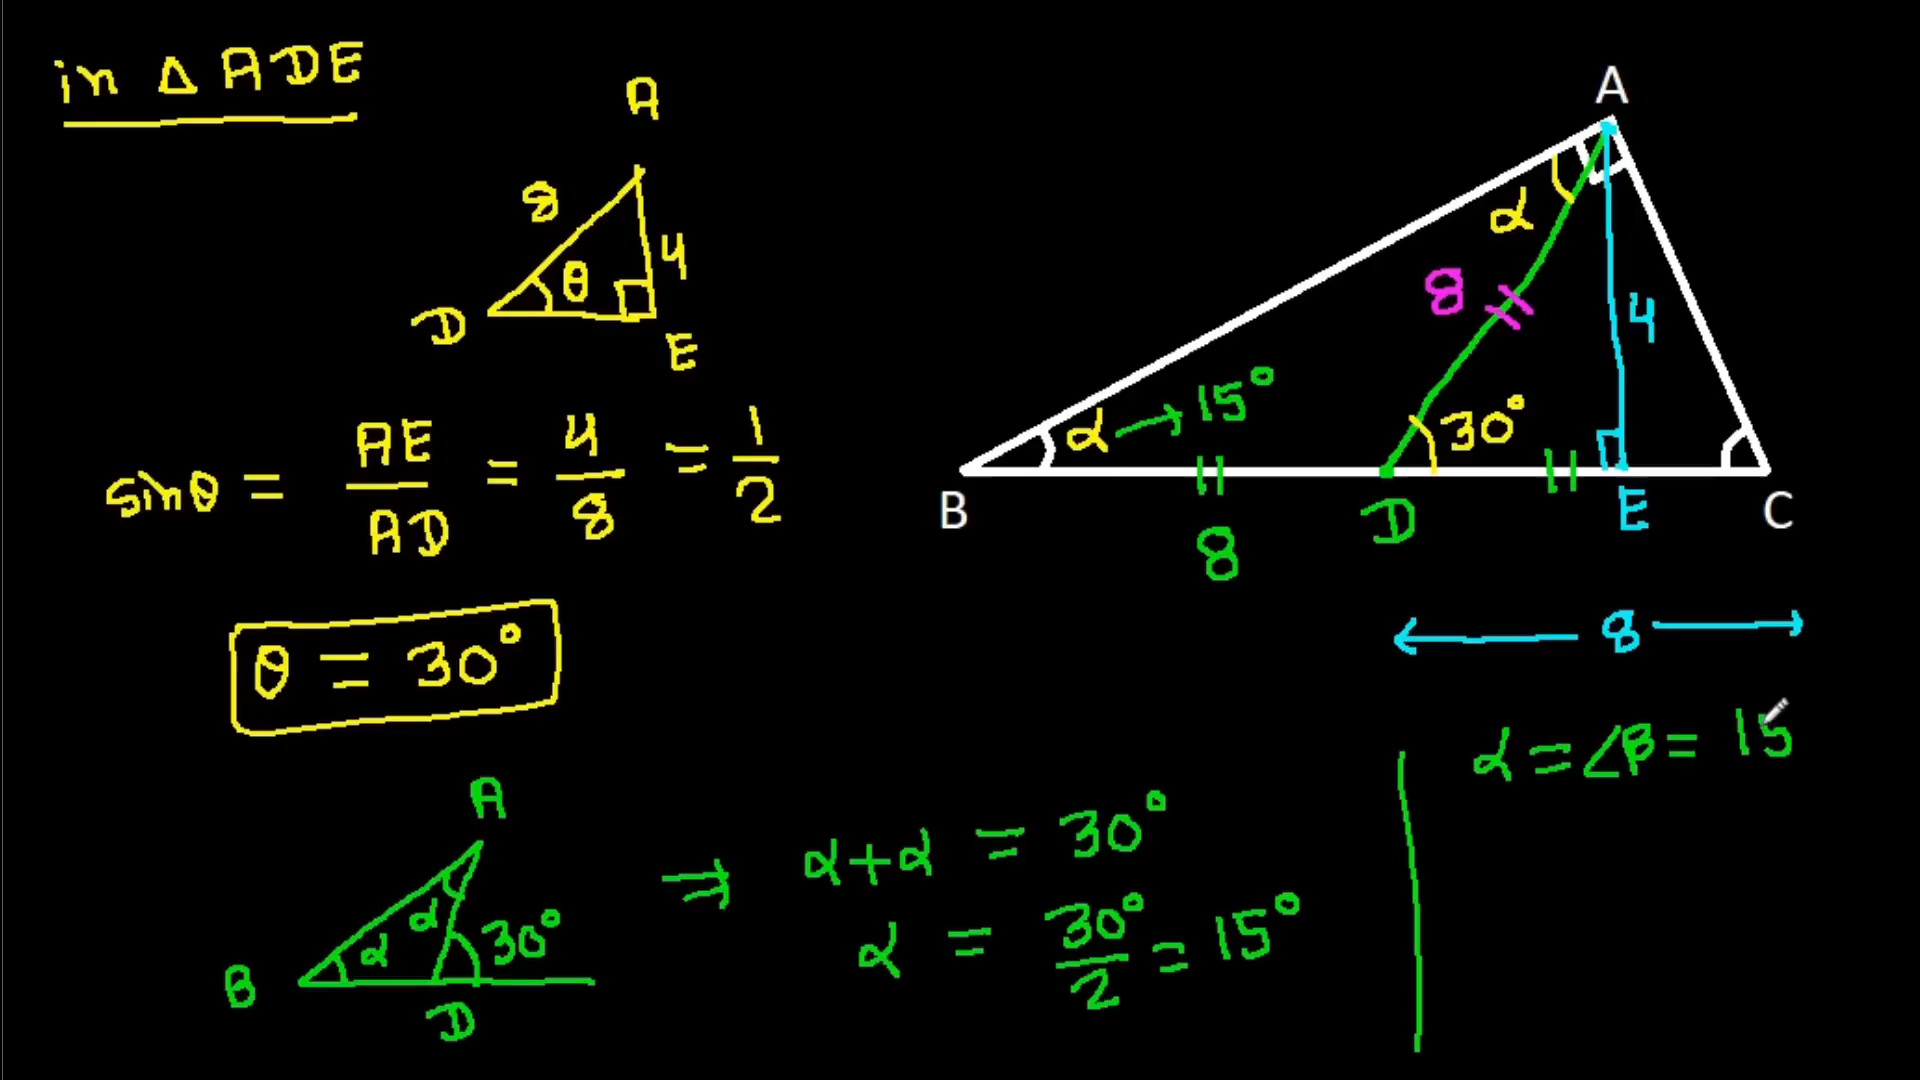 in Δ ADE
A
8
θ
4
D
E
sinθ = AE/AD = 4/8 = 1/2
θ = 30°
A
α
α
30°
B
D
⇒ α+α = 30°
α = 30°/2 = 15°
A
α
8
4
α → 15°
30°
B
D
E
C
8
8
α = ∠B = 15